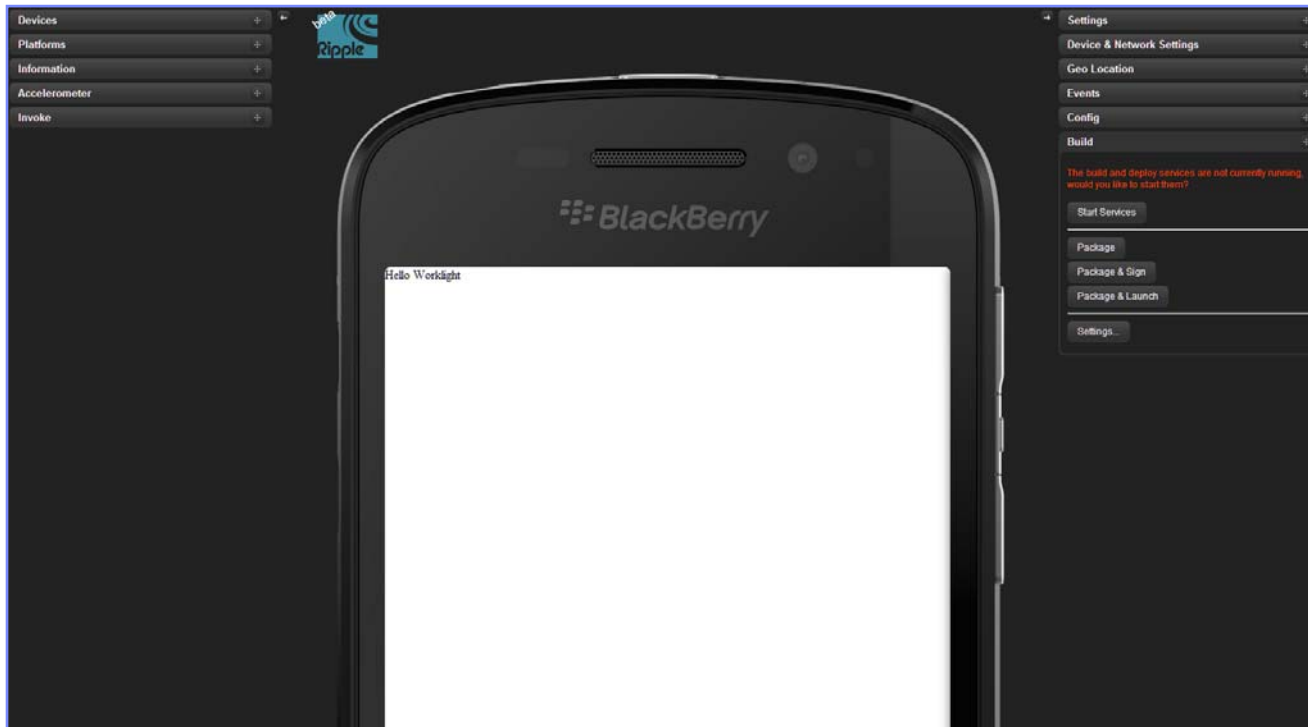 Devices
Platforms
Information
Accelerometer
Invoke
beta
Ripple
BlackBerry
Hello Worklight
Settings
Device & Network Settings
Geo Location
Events
Config
Build
The build and deploy services are not currently running,
would you like to start them?
Start Services
Package
Package & Sign
Package & Launch
Settings...